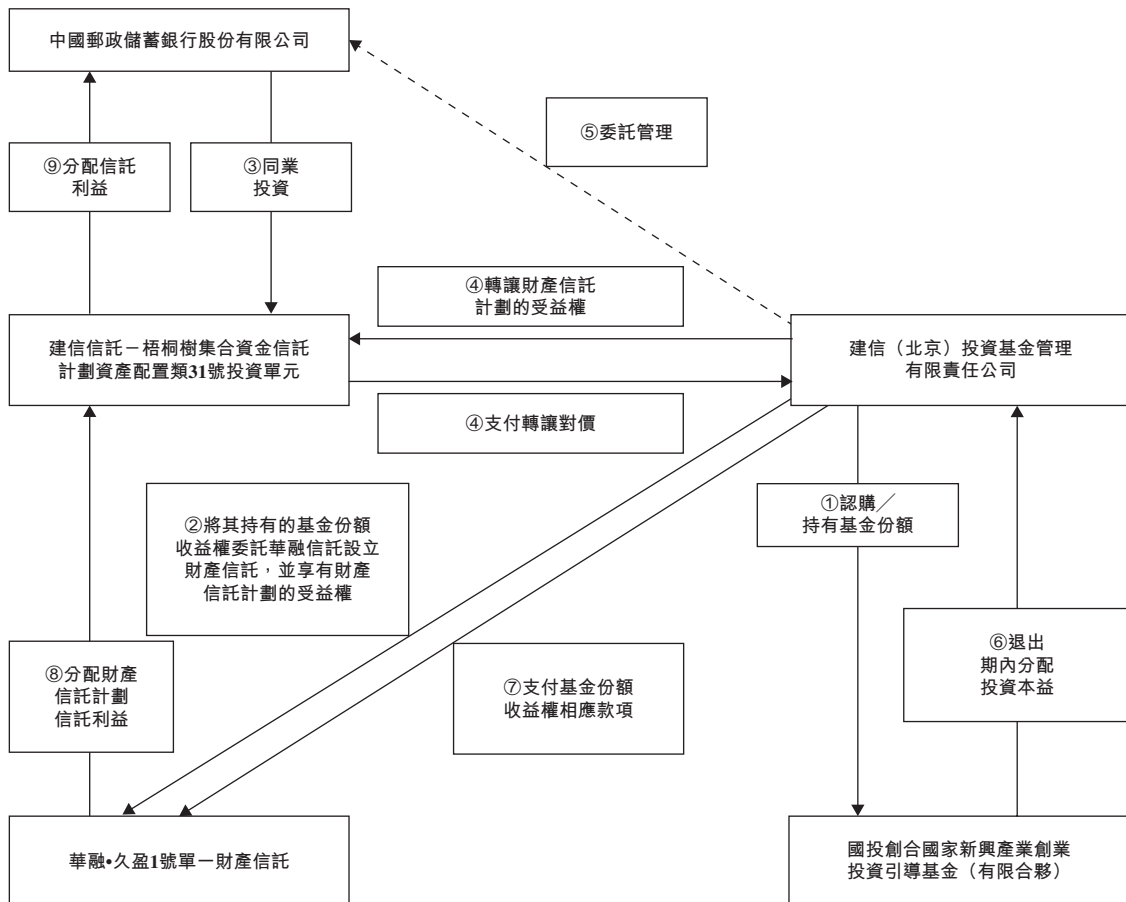 中國郵政儲蓄銀行股份有限公司
⑤委託管理
⑨分配信託
利益
③同業
投資
④轉讓財產信託
計劃的受益權
建信信託－梧桐樹集合資金信託
計劃資產配置類31號投資單元
建信（北京）投資基金管理
有限責任公司
④支付轉讓對價
②將其持有的基金份額
收益權委託華融信託設立
財產信託，並享有財產
信託計劃的受益權
①認購／
持有基金份額
⑧分配財產
信託計劃
信託利益
⑦支付基金份額
收益權相應款項
⑥退出
期內分配
投資本益
華融•久盈1號單一財產信託
國投創合國家新興產業創業
投資引導基金（有限合夥）